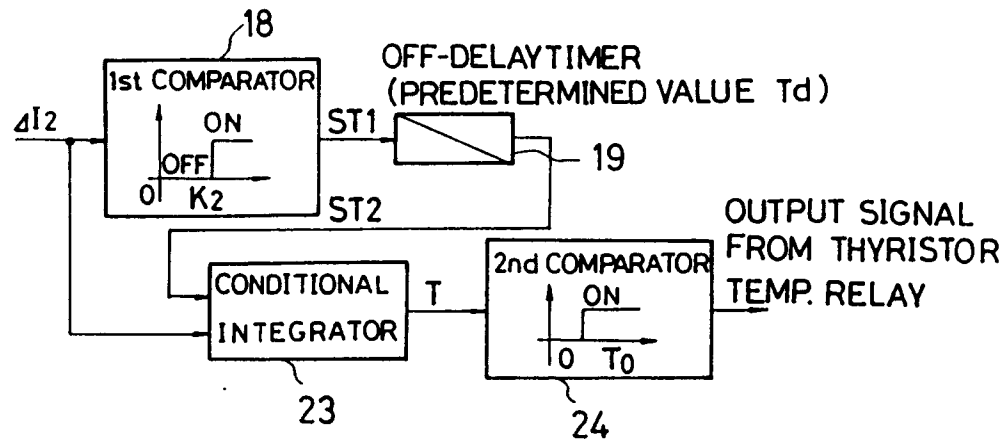 18
1st COMPARATOR
ON
OFF
0
K2
ΔI2
ST1
OFF-DELAYTIMER
(PREDETERMINED VALUE Td)
19
ST2
CONDITIONAL
INTEGRATOR
23
T
2nd COMPARATOR
ON
0
T0
24
OUTPUT SIGNAL
FROM THYRISTOR
TEMP. RELAY